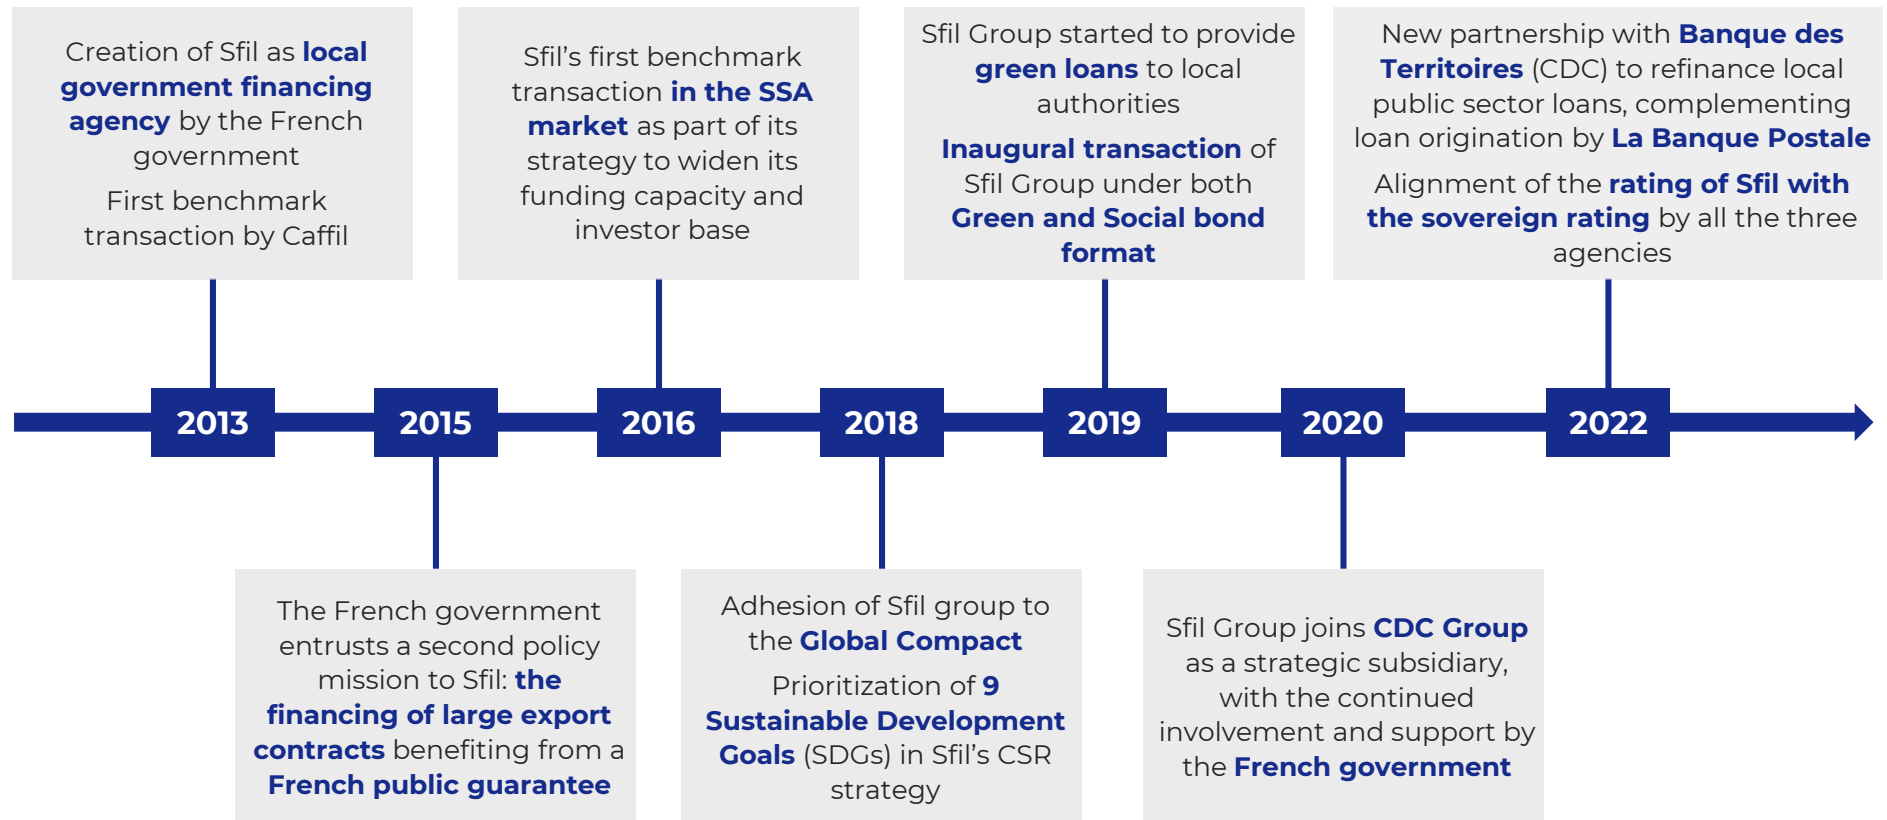 Creation of Sfil as local
government financing
agency by the French
government
First benchmark
transaction by Caffil
Sfil’s first benchmark
transaction in the SSA
market as part of its
strategy to widen its
funding capacity and
investor base
Sfil Group started to provide
green loans to local
authorities
Inaugural transaction of
Sfil Group under both
Green and Social bond
format
New partnership with Banque des
Territoires (CDC) to refinance local
public sector loans, complementing
loan origination by La Banque Postale
Alignment of the rating of Sfil with
the sovereign rating by all the three
agencies
2013
2015
2016
2018
2019
2020
2022
The French government
entrusts a second policy
mission to Sfil: the
financing of large export
contracts benefiting from a
French public guarantee
Adhesion of Sfil group to
the Global Compact
Prioritization of 9
Sustainable Development
Goals (SDGs) in Sfil’s CSR
strategy
Sfil Group joins CDC Group
as a strategic subsidiary,
with the continued
involvement and support by
the French government